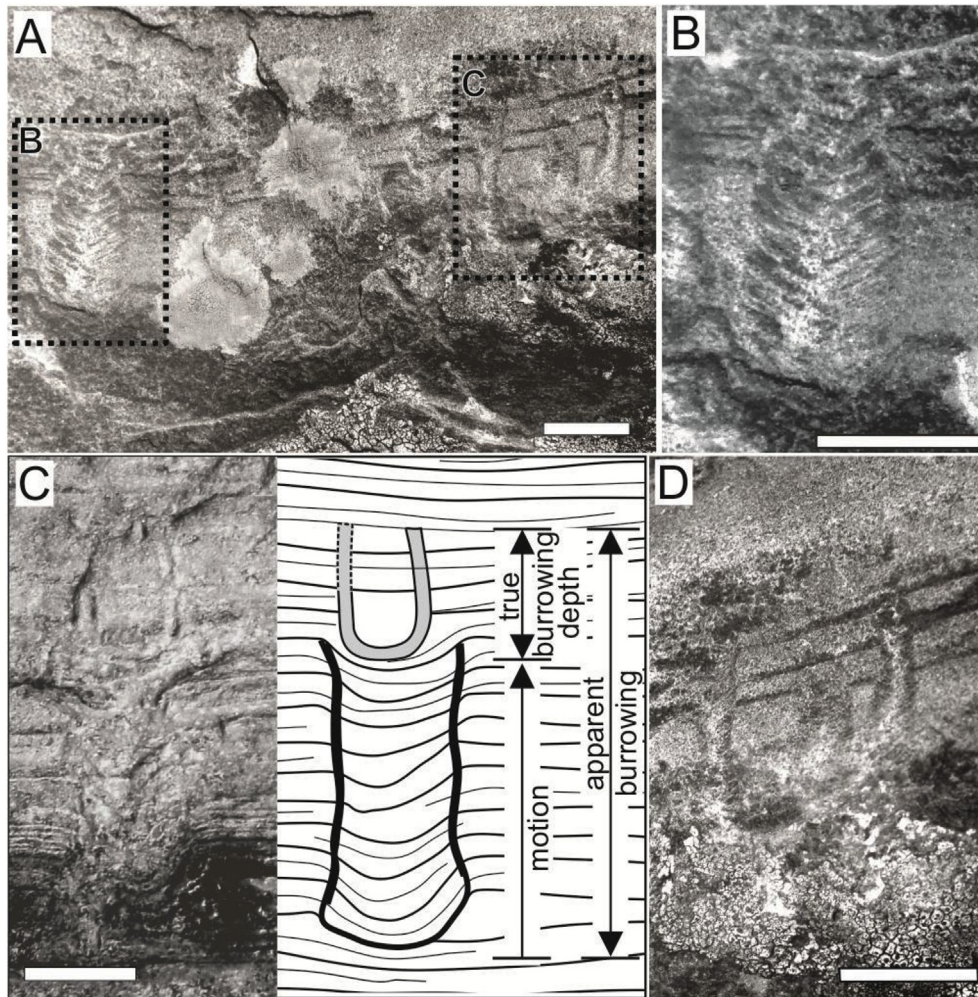 A
B
C
B
C
true
burrowing
depth
motion
apparent
burrowing
D